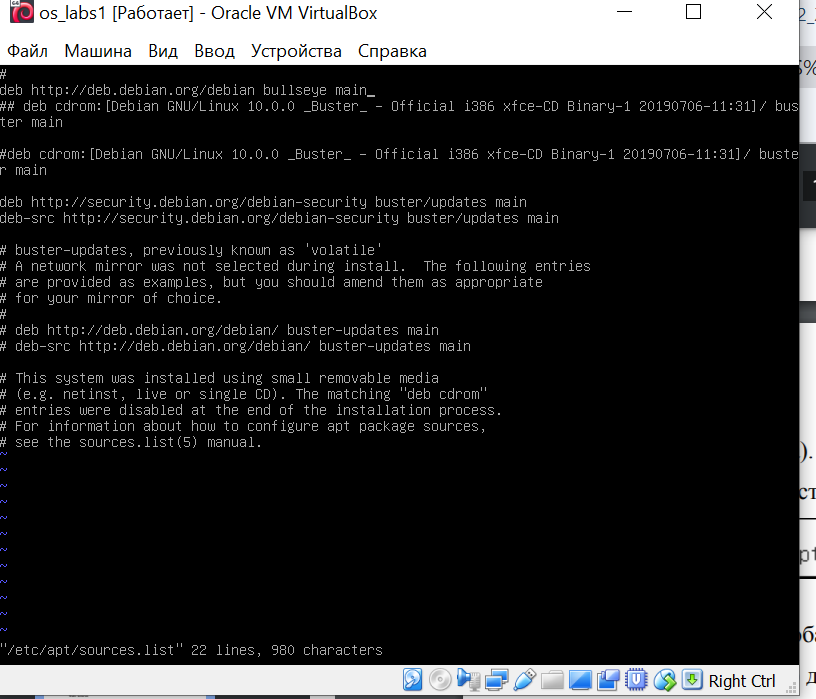 os_labs1 [Работает] - Oracle VM VirtualBox
Файл Машина Вид Ввод Устройства Справка
#
deb http://deb.debian.org/debian bullseye main_
## deb cdrom:[Debian GNU/Linux 10.0.0 _Buster_ - Official i386 xfce-CD Binary-1 20190706-11:31]/ bus
ter main
#deb cdrom:[Debian GNU/Linux 10.0.0 _Buster_ - Official i386 xfce-CD Binary-1 20190706-11:31]/ buste
r main
deb http://security.debian.org/debian-security buster/updates main
deb-src http://security.debian.org/debian-security buster/updates main
# buster-updates, previously known as 'volatile'
# A network mirror was not selected during install.  The following entries
# are provided as examples, but you should amend them as appropriate
# for your mirror of choice.
#
# deb http://deb.debian.org/debian/ buster-updates main
# deb-src http://deb.debian.org/debian/ buster-updates main
# This system was installed using small removable media
# (e.g. netinst, live or single CD). The matching "deb cdrom"
# entries were disabled at the end of the installation process.
# For information about how to configure apt package sources,
# see the sources.list(5) manual.
~
~
~
~
~
~
~
~
~
~
~
~
"/etc/apt/sources.list" 22 lines, 980 characters
Right Ctrl